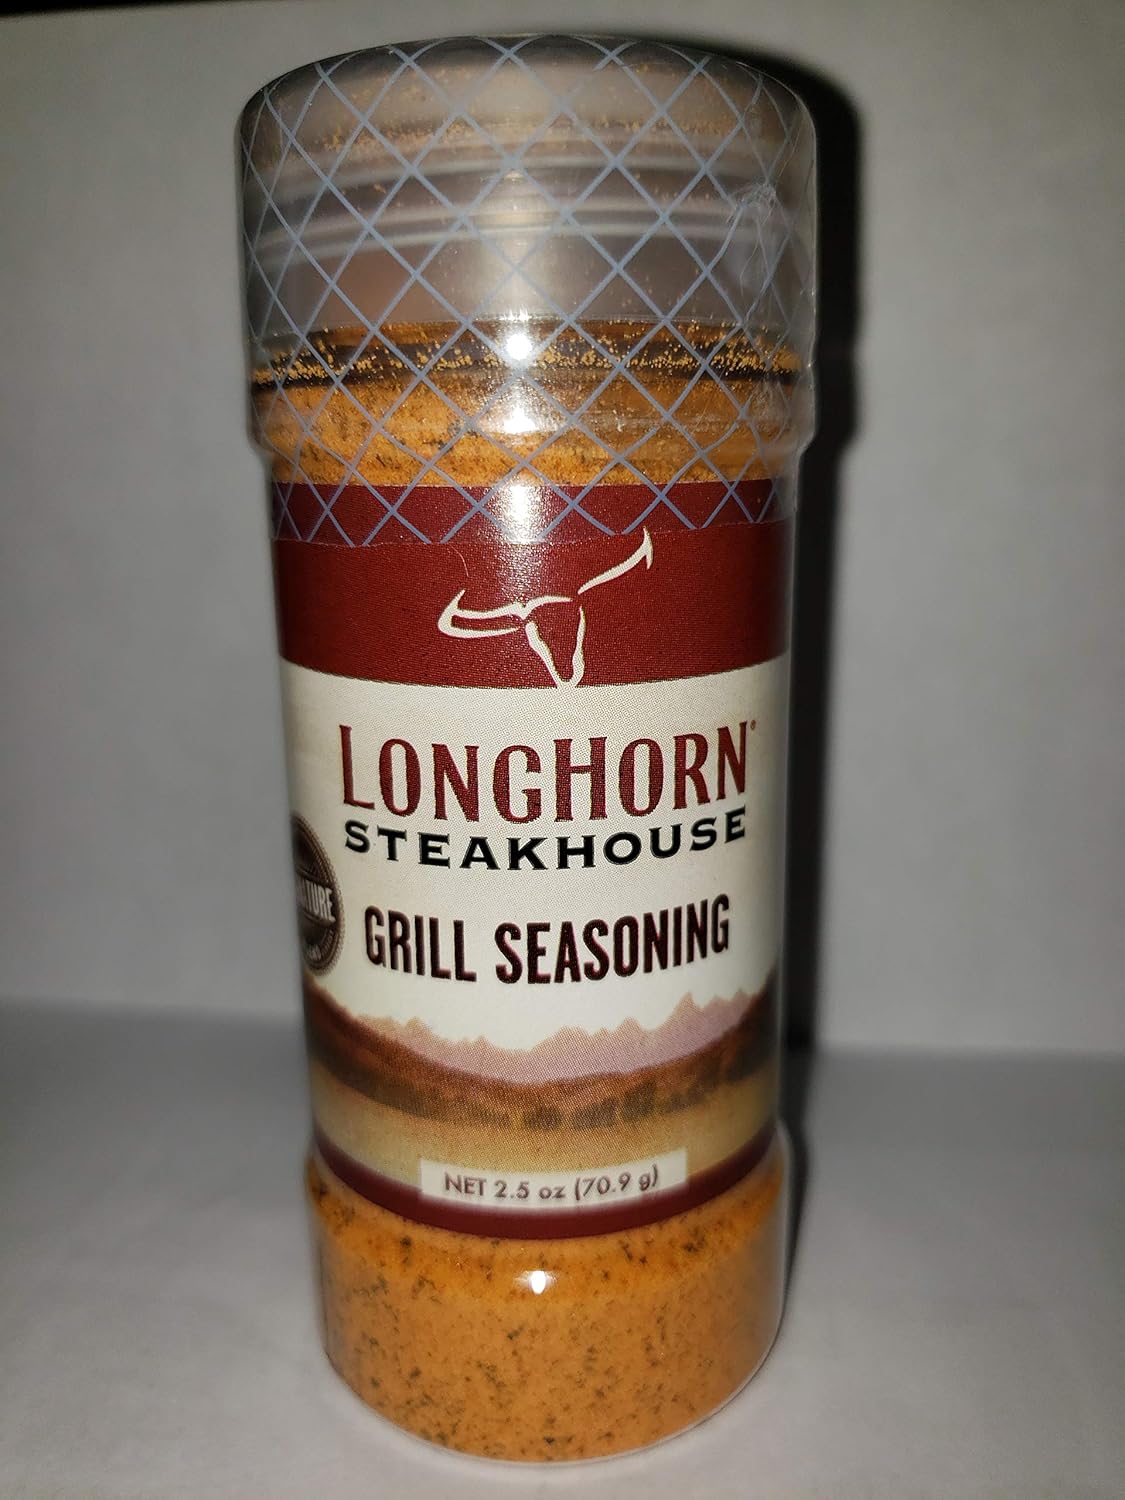 LONGHORN®
STEAKHOUSE
GRILL SEASONING
NET 2.5 oz (70.9 g)